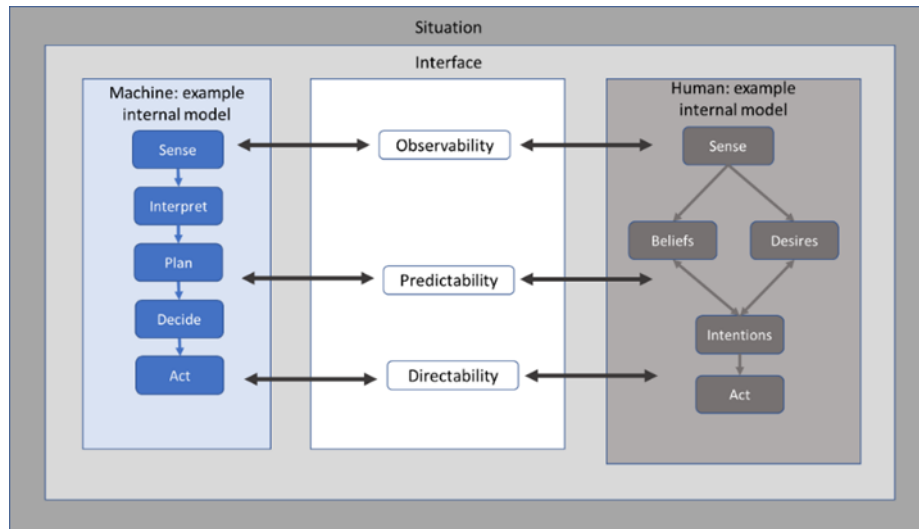 Situation
Interface
Machine: example
internal model
Sense
Interpret
Plan
Decide
Act
Observability
Predictability
Directability
Human: example
internal model
Sense
Beliefs
Desires
Intentions
Act